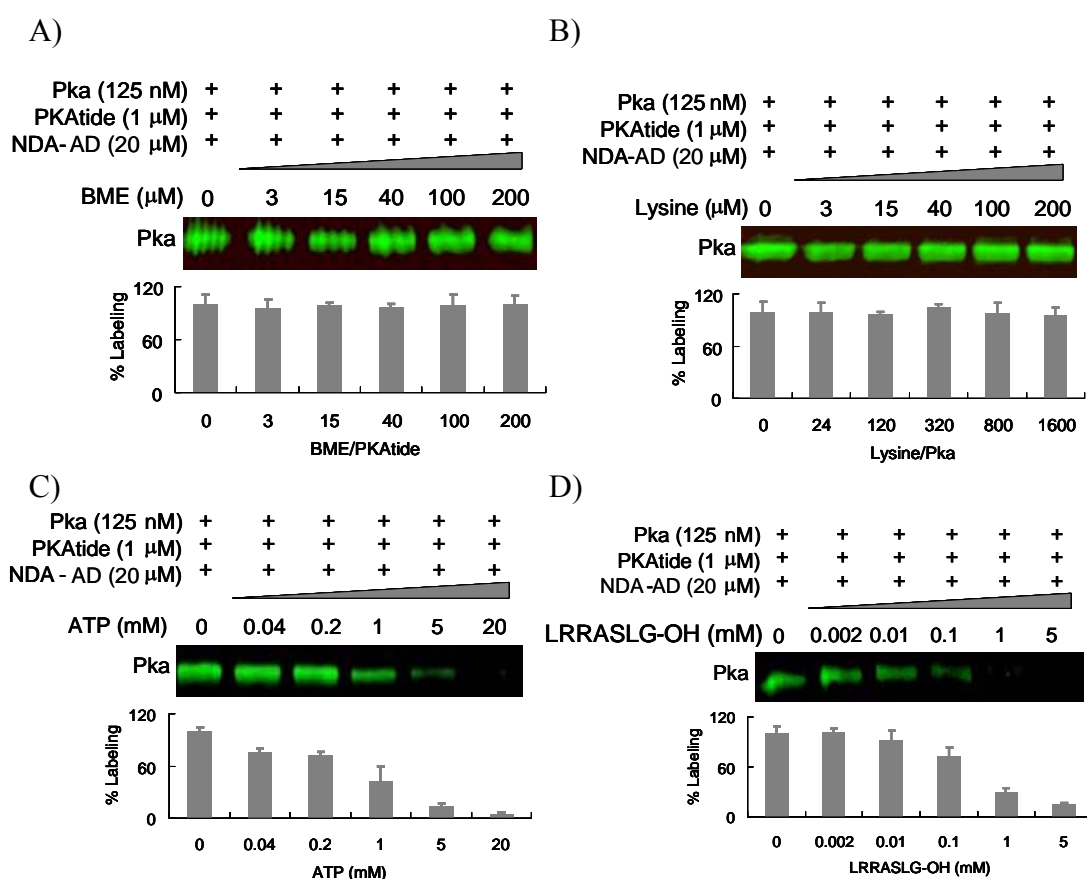 A)
Pka (125 nM) + + + + + +
PKAtide (1 μM) + + + + + +
NDA-AD (20 μM) + + + + + +
BME (μM) 0 3 15 40 100 200
Pka
120
60
0
% Labeling
0 3 15 40 100 200
BME/PKAtide
B)
Pka (125 nM) + + + + + +
PKAtide (1 μM) + + + + + +
NDA-AD (20 μM) + + + + + +
Lysine (μM) 0 3 15 40 100 200
Pka
120
60
0
% Labeling
0 24 120 320 800 1600
Lysine/Pka
C)
Pka (125 nM) + + + + + +
PKAtide (1 μM) + + + + + +
NDA - AD (20 μM) + + + + + +
ATP (mM) 0 0.04 0.2 1 5 20
Pka
120
60
0
% Labeling
0 0.04 0.2 1 5 20
ATP (mM)
D)
Pka (125 nM) + + + + + +
PKAtide (1 μM) + + + + + +
NDA-AD (20 μM) + + + + + +
LRRASLG-OH (mM) 0 0.002 0.01 0.1 1 5
Pka
120
60
0
% Labeling
0 0.002 0.01 0.1 1 5
LRRASLG-OH (mM)